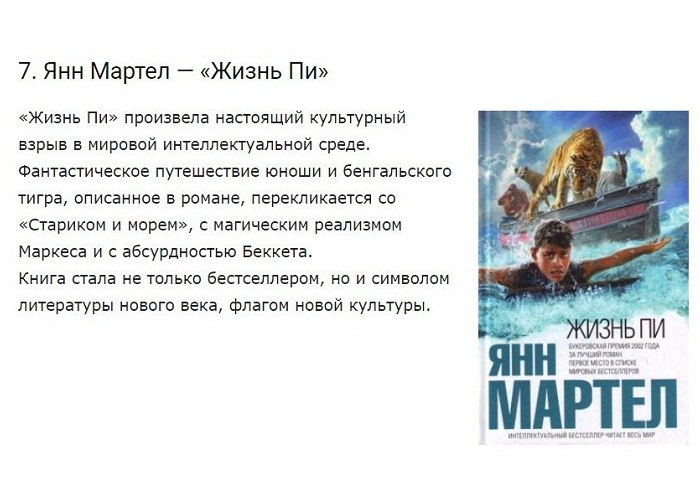 7. Янн Мартел — «Жизнь Пи»
«Жизнь Пи» произвела настоящий культурный
взрыв в мировой интеллектуальной среде.
Фантастическое путешествие юноши и бенгальского
тигра, описанное в романе, перекликается со
«Стариком и морем», с магическим реализмом
Маркеса и с абсурдностью Беккета.
Книга стала не только бестселлером, но и символом
литературы нового века, флагом новой культуры.
ЖИЗНЬ ПИ
БУКЕРОВСКАЯ ПРЕМИЯ 2002 ГОДА
ЗА ЛУЧШИЙ РОМАН
ПЕРВОЕ МЕСТО В СПИСКЕ
МИРОВЫХ БЕСТСЕЛЛЕРОВ
ЯНН
МАРТЕЛ
ИНТЕЛЛЕКТУАЛЬНЫЙ БЕСТСЕЛЛЕР-ЧИТАЕТ ВЕСЬ МИР